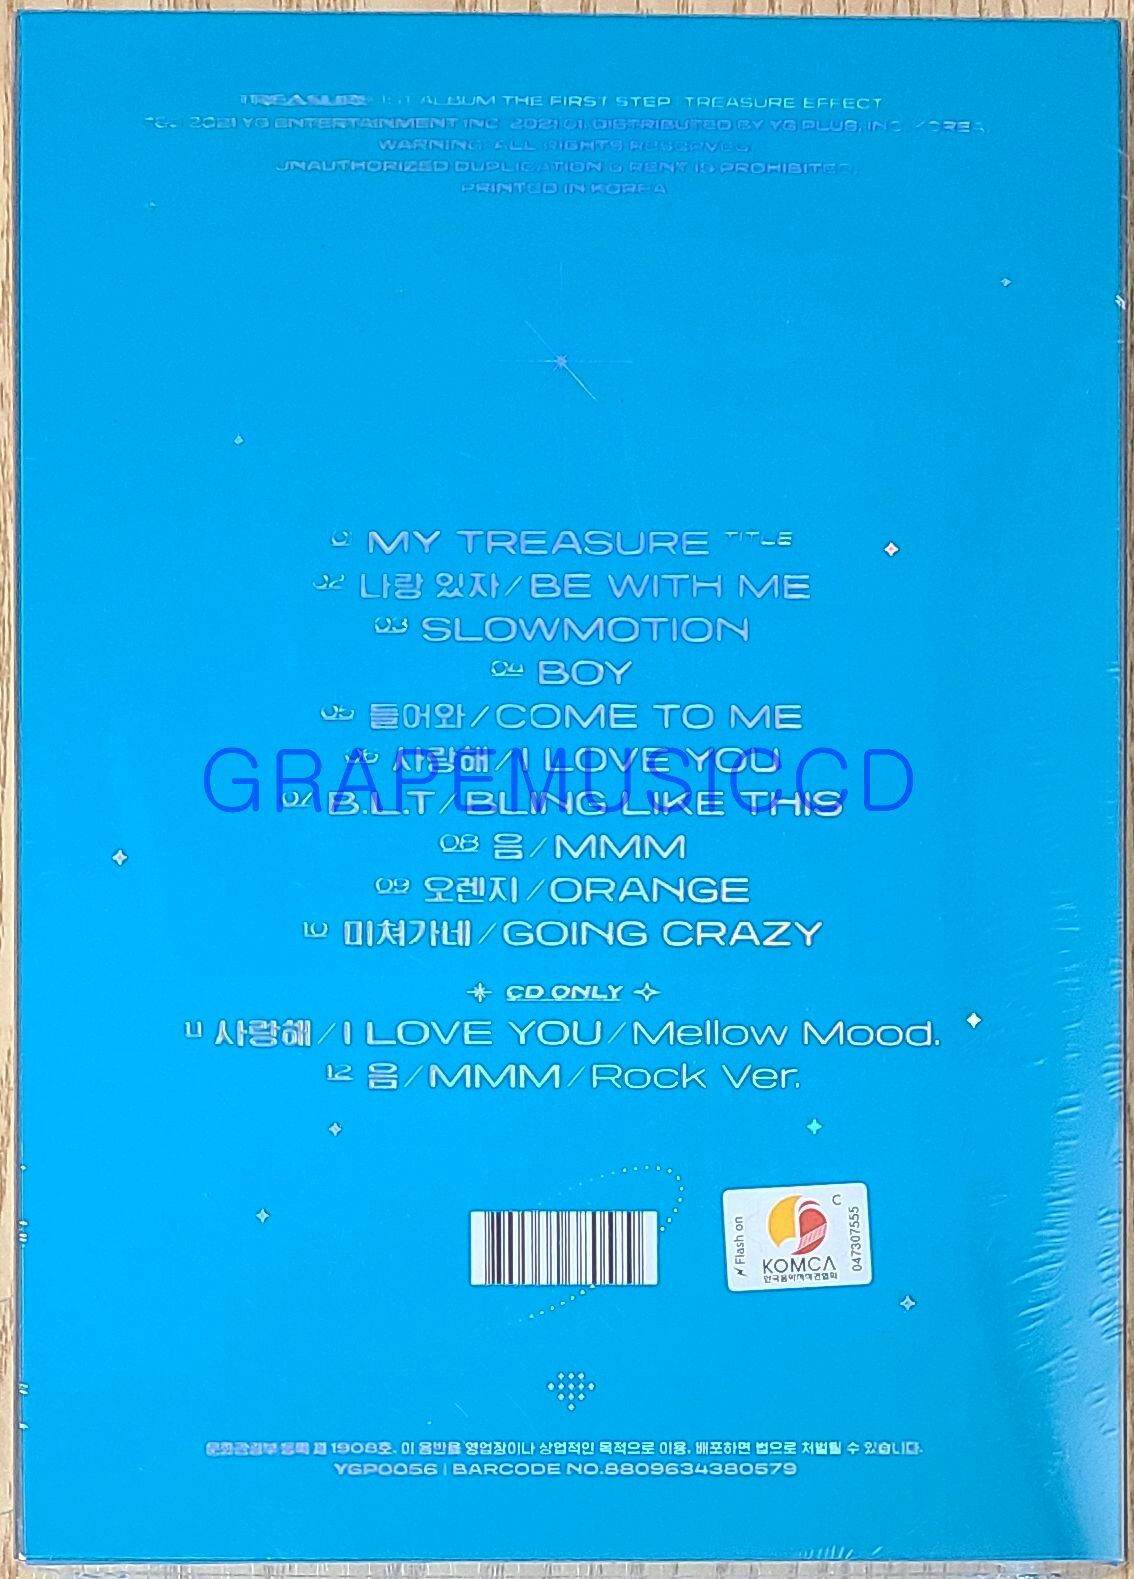 TREASURE 1ST ALBUM THE FIRST STEP : TREASURE EFFECT
2021 YG ENTERTAINMENT INC. 2021.01. DISTRIBUTED BY YG PLUS, INC. KOREA.
WARNING: ALL RIGHTS RESERVED.
UNAUTHORIZED DUPLICATION & RENT IS PROHIBITED.
PRINTED IN KOREA
01 MY TREASURE TITLE
02 나랑 있자/BE WITH ME
03 SLOWMOTION
04 BOY
05 들어와/COME TO ME
06 사랑해/I LOVE YOU
GRAPEMUSICCD
07 B.L.T/BLING LIKE THIS
08 음/MMM
09 오렌지/ORANGE
10 미쳐가네/GOING CRAZY
CD ONLY
11 사랑해/I LOVE YOU/Mellow Mood.
12 음/MMM/Rock Ver.
Flash on
C
047307555
KOMCA
한국음악저작권협회
문화관광부 등록 제 1908호. 이 음반을 영업장이나 상업적인 목적으로 이용, 배포하면 법으로 처벌될 수 있습니다.
YGP0056 | BARCODE NO.8809634380579